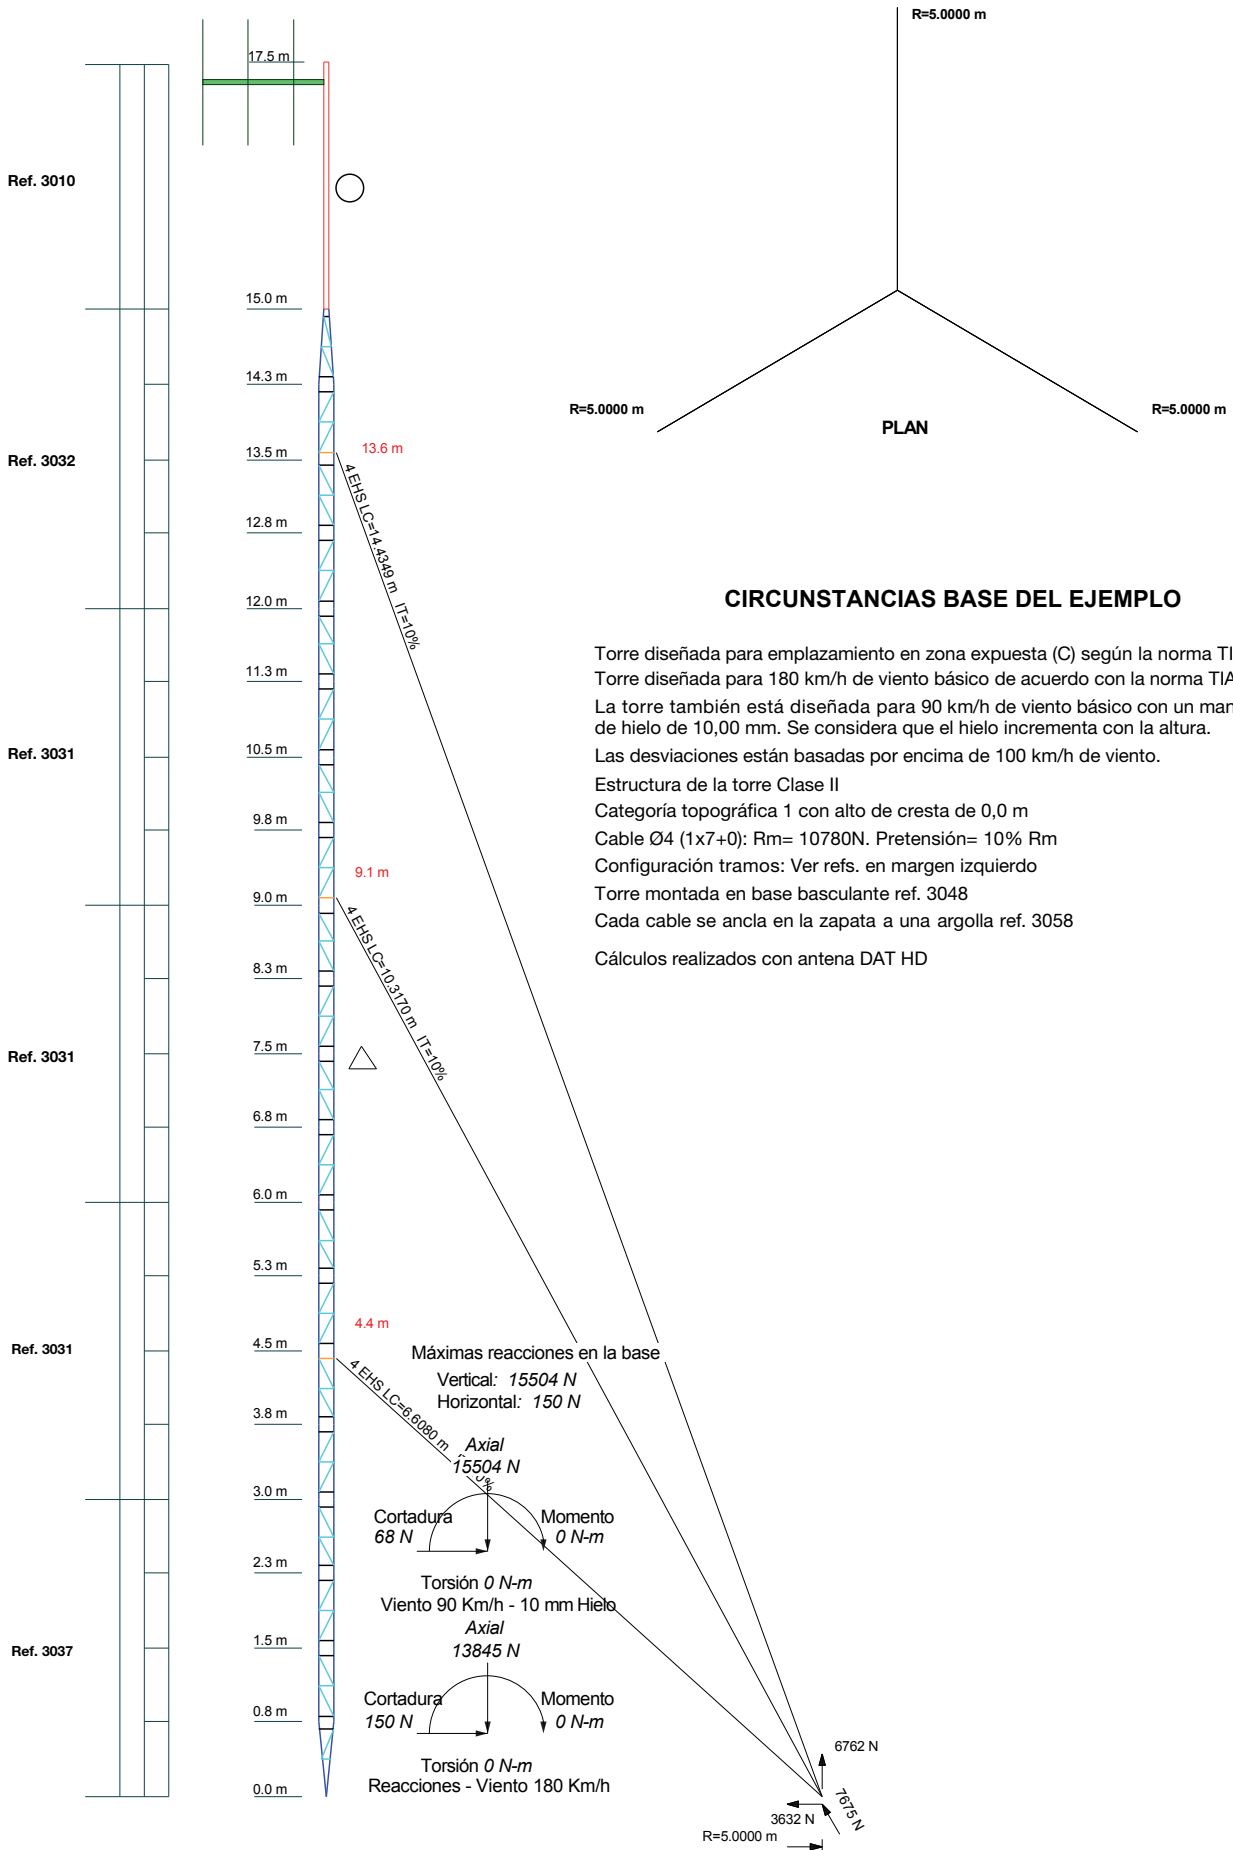 R=5.0000 m
17.5 m
Ref. 3010
15.0 m
14.3 m
R=5.0000 m
R=5.0000 m
PLAN
13.6 m
13.5 m
Ref. 3032
4 EHS LC=14.4349 m IT=10%
12.8 m
12.0 m
CIRCUNSTANCIAS BASE DEL EJEMPLO
Torre diseñada para emplazamiento en zona expuesta (C) según la norma TI
Torre diseñada para 180 km/h de viento básico de acuerdo con la norma TIA
La torre también está diseñada para 90 km/h de viento básico con un man
de hielo de 10,00 mm. Se considera que el hielo incrementa con la altura.
Las desviaciones están basadas por encima de 100 km/h de viento.
Estructura de la torre Clase II
Categoría topográfica 1 con alto de cresta de 0,0 m
Cable Ø4 (1x7+0): Rm= 10780N. Pretensión= 10% Rm
Configuración tramos: Ver refs. en margen izquierdo
Torre montada en base basculante ref. 3048
Cada cable se ancla en la zapata a una argolla ref. 3058
Cálculos realizados con antena DAT HD
11.3 m
10.5 m
Ref. 3031
9.8 m
9.1 m
9.0 m
4 EHS LC=10.3170 m IT=10%
8.3 m
7.5 m
Ref. 3031
6.8 m
6.0 m
5.3 m
4.4 m
4.5 m
Ref. 3031
4 EHS LC=6.6080 m
3.8 m
Máximas reacciones en la base
Vertical: 15504 N
Horizontal: 150 N
Axial
15504 N
3.0 m
Cortadura
68 N
Momento
0 N-m
2.3 m
Torsión 0 N-m
Viento 90 Km/h - 10 mm Hielo
Axial
13845 N
1.5 m
Ref. 3037
Cortadura
150 N
Momento
0 N-m
0.8 m
Torsión 0 N-m
Reacciones - Viento 180 Km/h
0.0 m
6762 N
7675 N
3632 N
R=5.0000 m